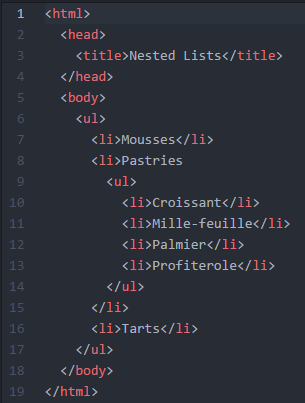 1 <html>
2   <head>
3     <title>Nested Lists</title>
4   </head>
5   <body>
6     <ul>
7       <li>Mousses</li>
8       <li>Pastries
9         <ul>
10           <li>Croissant</li>
11           <li>Mille-feuille</li>
12           <li>Palmier</li>
13           <li>Profiterole</li>
14         </ul>
15       </li>
16       <li>Tarts</li>
17     </ul>
18   </body>
19 </html>